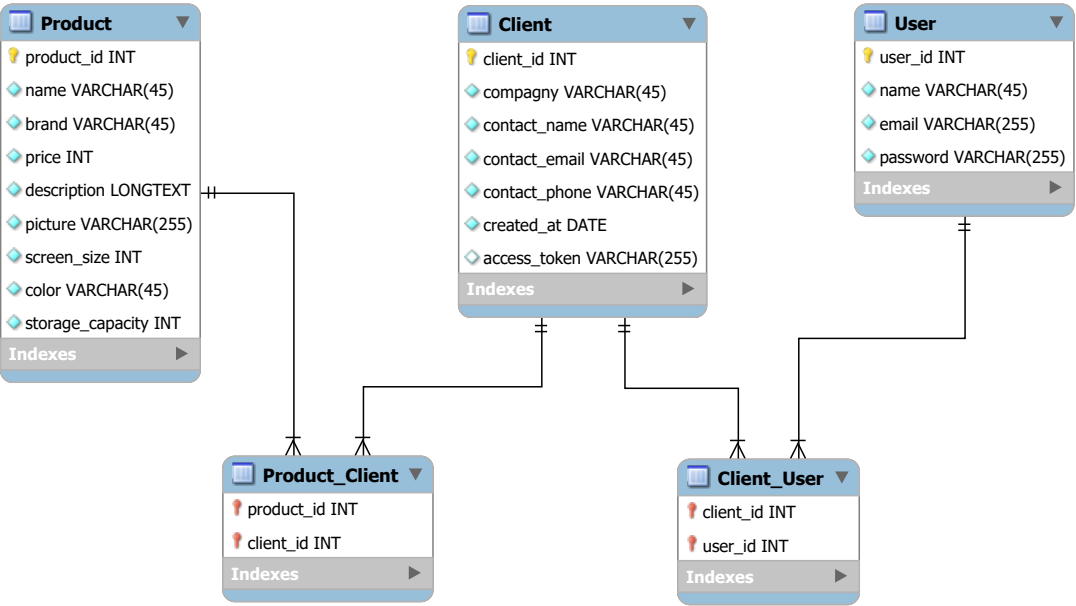 Product
product_id INT
name VARCHAR(45)
brand VARCHAR(45)
price INT
description LONGTEXT
picture VARCHAR(255)
screen_size INT
color VARCHAR(45)
storage_capacity INT
Indexes
Client
client_id INT
compagny VARCHAR(45)
contact_name VARCHAR(45)
contact_email VARCHAR(45)
contact_phone VARCHAR(45)
created_at DATE
access_token VARCHAR(255)
Indexes
User
user_id INT
name VARCHAR(45)
email VARCHAR(255)
password VARCHAR(255)
Indexes
Product_Client
product_id INT
client_id INT
Indexes
Client_User
client_id INT
user_id INT
Indexes